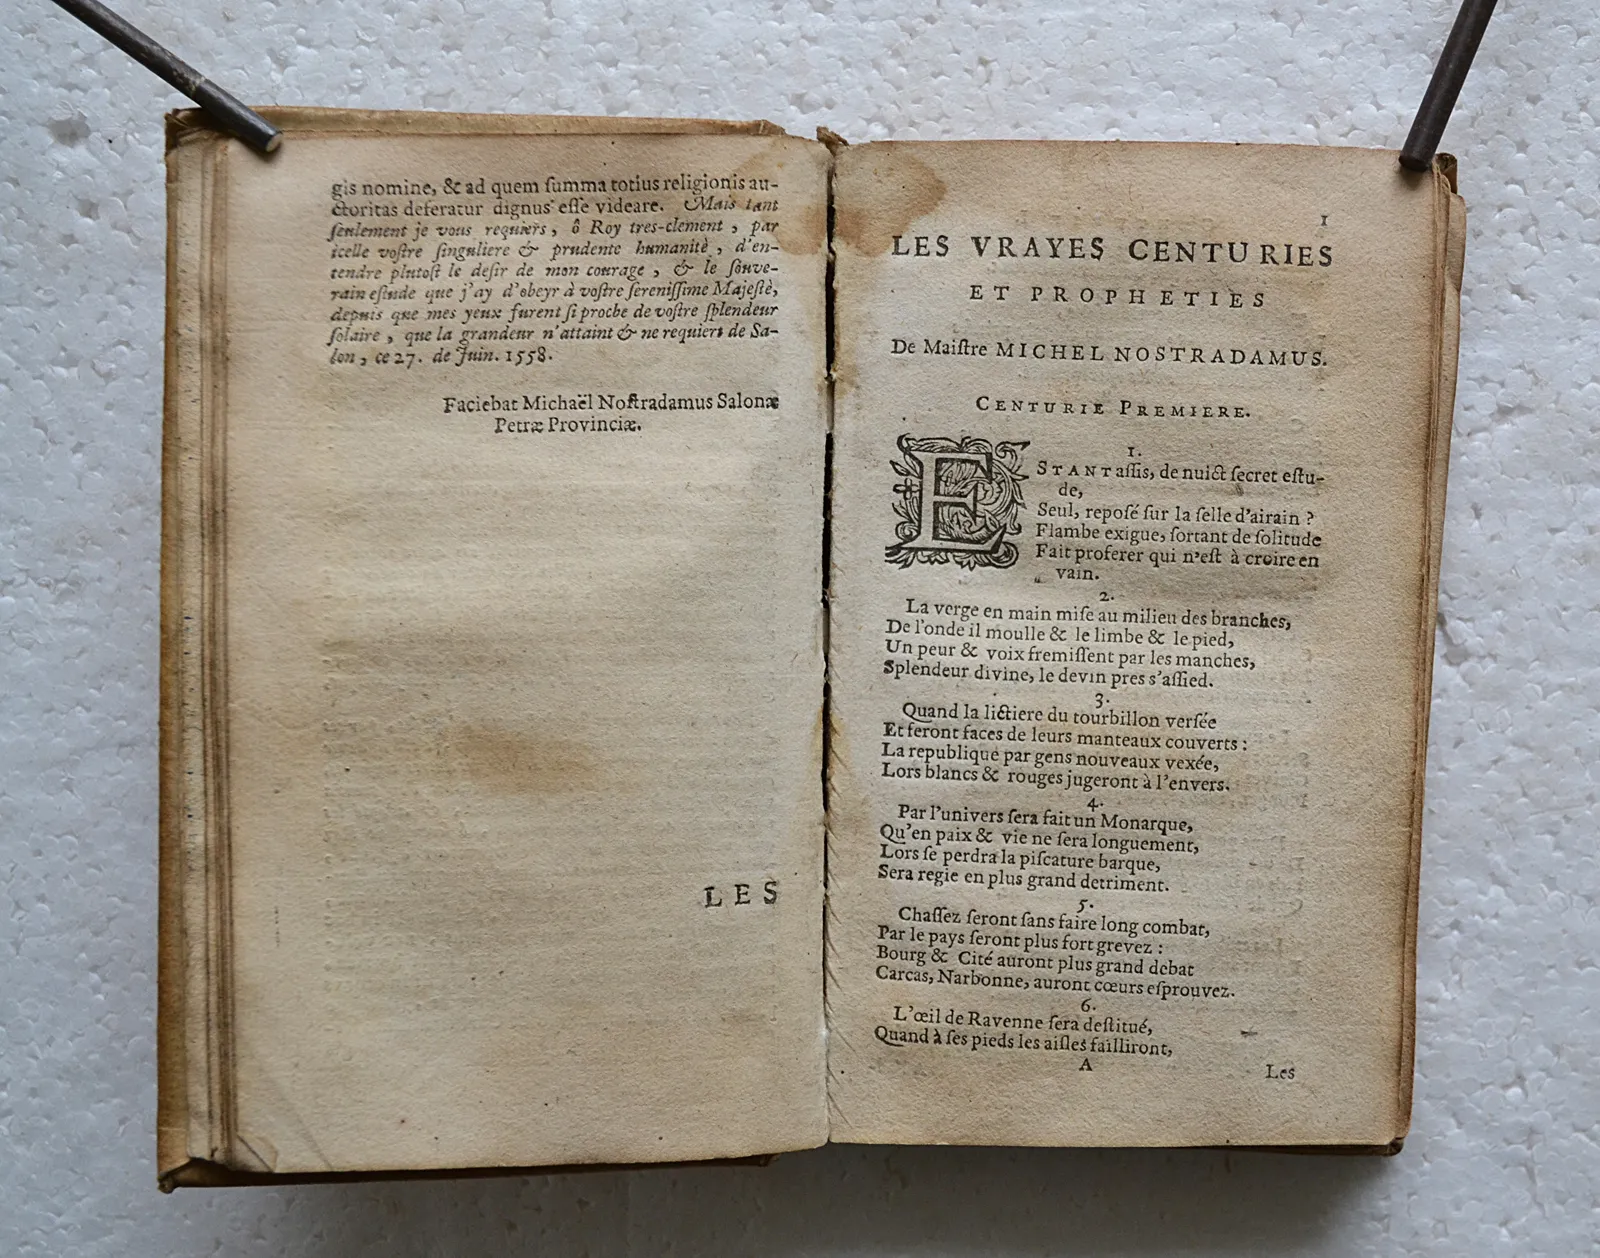 gis nomine, & ad quem ſumma totius religionis au-
ctoritas deferatur dignus eſſe videare. Mais tant
ſeulement je vous requiers, ô Roy tres-clement, par
icelle voſtre ſinguliere & prudente humanitè, d'en-
tendre plutoſt le deſir de mon courage, & le ſouve-
rain eſtude que j'ay d'obeyr à voſtre ſereniſſime Majeſtè,
depuis que mes yeux furent ſi proche de voſtre ſplendeur
ſolaire, que la grandeur n'attaint & ne requiert de Sa-
lon, ce 27. de Juin. 1558.
Faciebat Michaël Noſtradamus Salonæ
Petræ Provinciæ.
LES
1
LES VRAYES CENTURIES
ET PROPHETIES
De Maiſtre MICHEL NOSTRADAMUS.
CENTURIE PREMIERE.
1.
ESTANT aſſis, de nuict ſecret eſtu-
de,
Seul, repoſé ſur la ſelle d'airain ?
Flambe exigue, ſortant de ſolitude
Fait proferer qui n'eſt à croire en
vain.
2.
La verge en main miſe au milieu des branches,
De l'onde il moulle & le limbe & le pied,
Un peur & voix fremiſſent par les manches,
Splendeur divine, le devin pres s'aſſied.
3.
Quand la lictiere du tourbillon verſée
Et ſeront faces de leurs manteaux couverts :
La republique par gens nouveaux vexée,
Lors blancs & rouges jugeront à l'envers.
4.
Par l'univers ſera fait un Monarque,
Qu'en paix & vie ne ſera longuement,
Lors ſe perdra la piſcature barque,
Sera regie en plus grand detriment.
5.
Chaſſez ſeront ſans faire long combat,
Par le pays ſeront plus fort grevez :
Bourg & Cité auront plus grand debat
Carcas, Narbonne, auront cœurs eſprouvez.
6.
L'œil de Ravenne ſera deſtitué,
Quand à ſes pieds les aiſles failliront,
A
Les